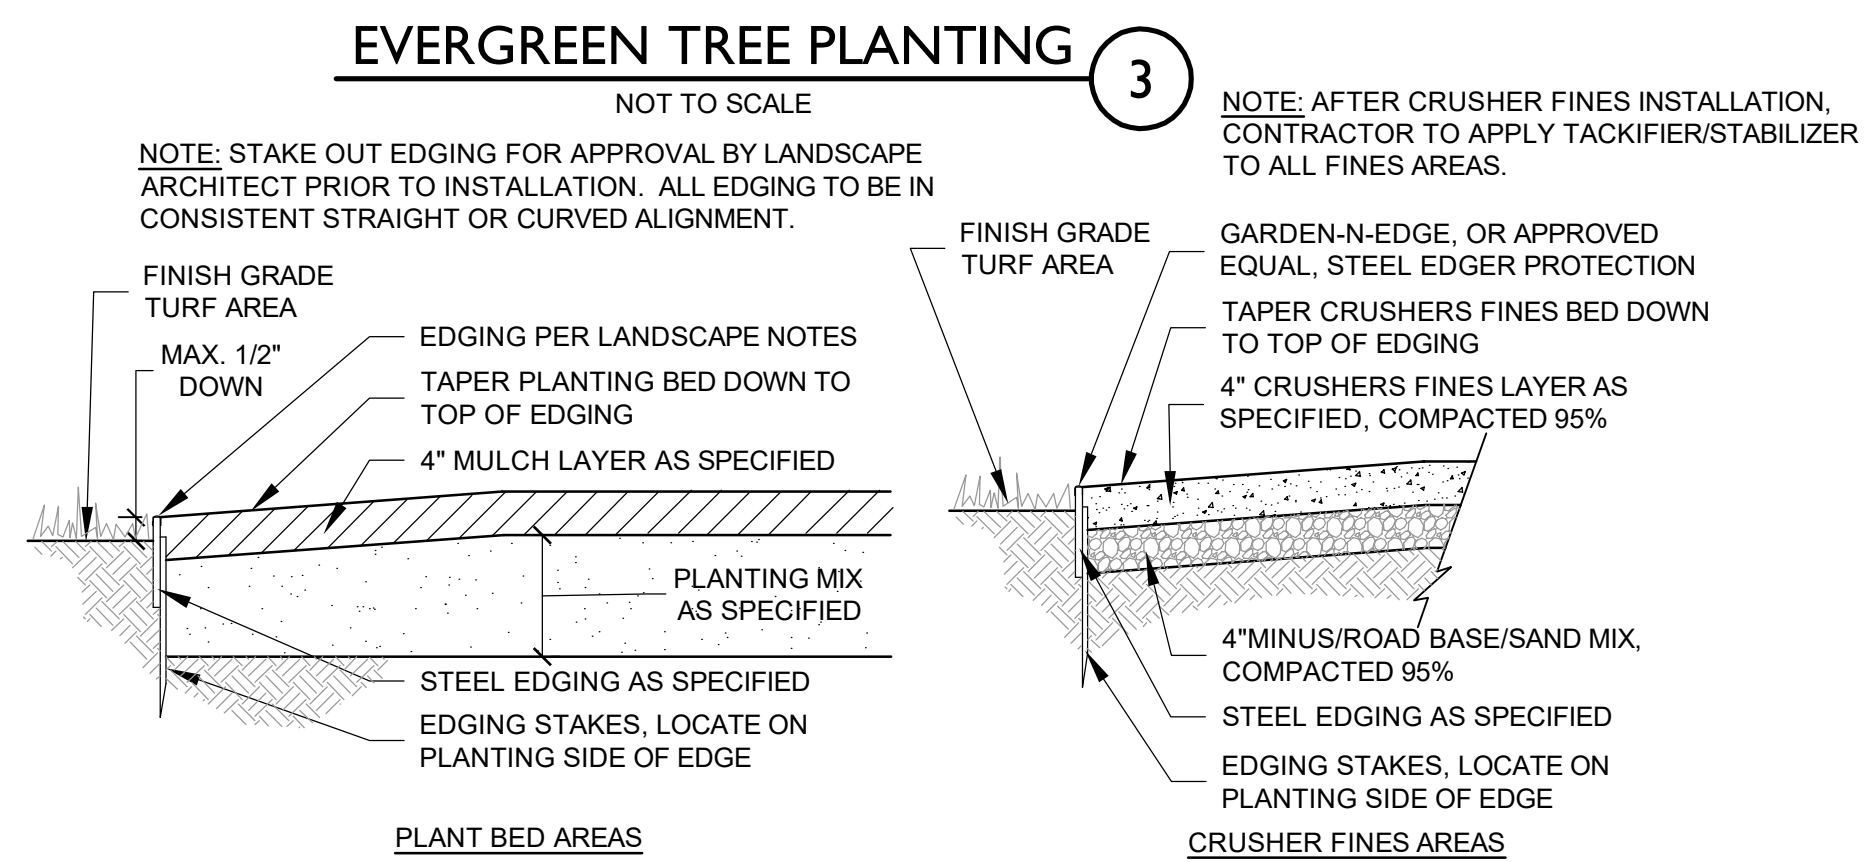 EVERGREEN TREE PLANTING
3
NOT TO SCALE
NOTE: STAKE OUT EDGING FOR APPROVAL BY LANDSCAPE
ARCHITECT PRIOR TO INSTALLATION. ALL EDGING TO BE IN
CONSISTENT STRAIGHT OR CURVED ALIGNMENT.
FINISH GRADE
TURF AREA
MAX. 1/2"
DOWN
EDGING PER LANDSCAPE NOTES
TAPER PLANTING BED DOWN TO
TOP OF EDGING
4" MULCH LAYER AS SPECIFIED
PLANTING MIX
AS SPECIFIED
STEEL EDGING AS SPECIFIED
EDGING STAKES, LOCATE ON
PLANTING SIDE OF EDGE
PLANT BED AREAS
NOTE: AFTER CRUSHER FINES INSTALLATION,
CONTRACTOR TO APPLY TACKIFIER/STABILIZER
TO ALL FINES AREAS.
FINISH GRADE
TURF AREA
GARDEN-N-EDGE, OR APPROVED
EQUAL, STEEL EDGER PROTECTION
TAPER CRUSHERS FINES BED DOWN
TO TOP OF EDGING
4" CRUSHERS FINES LAYER AS
SPECIFIED, COMPACTED 95%
4"MINUS/ROAD BASE/SAND MIX,
COMPACTED 95%
STEEL EDGING AS SPECIFIED
EDGING STAKES, LOCATE ON
PLANTING SIDE OF EDGE
CRUSHER FINES AREAS